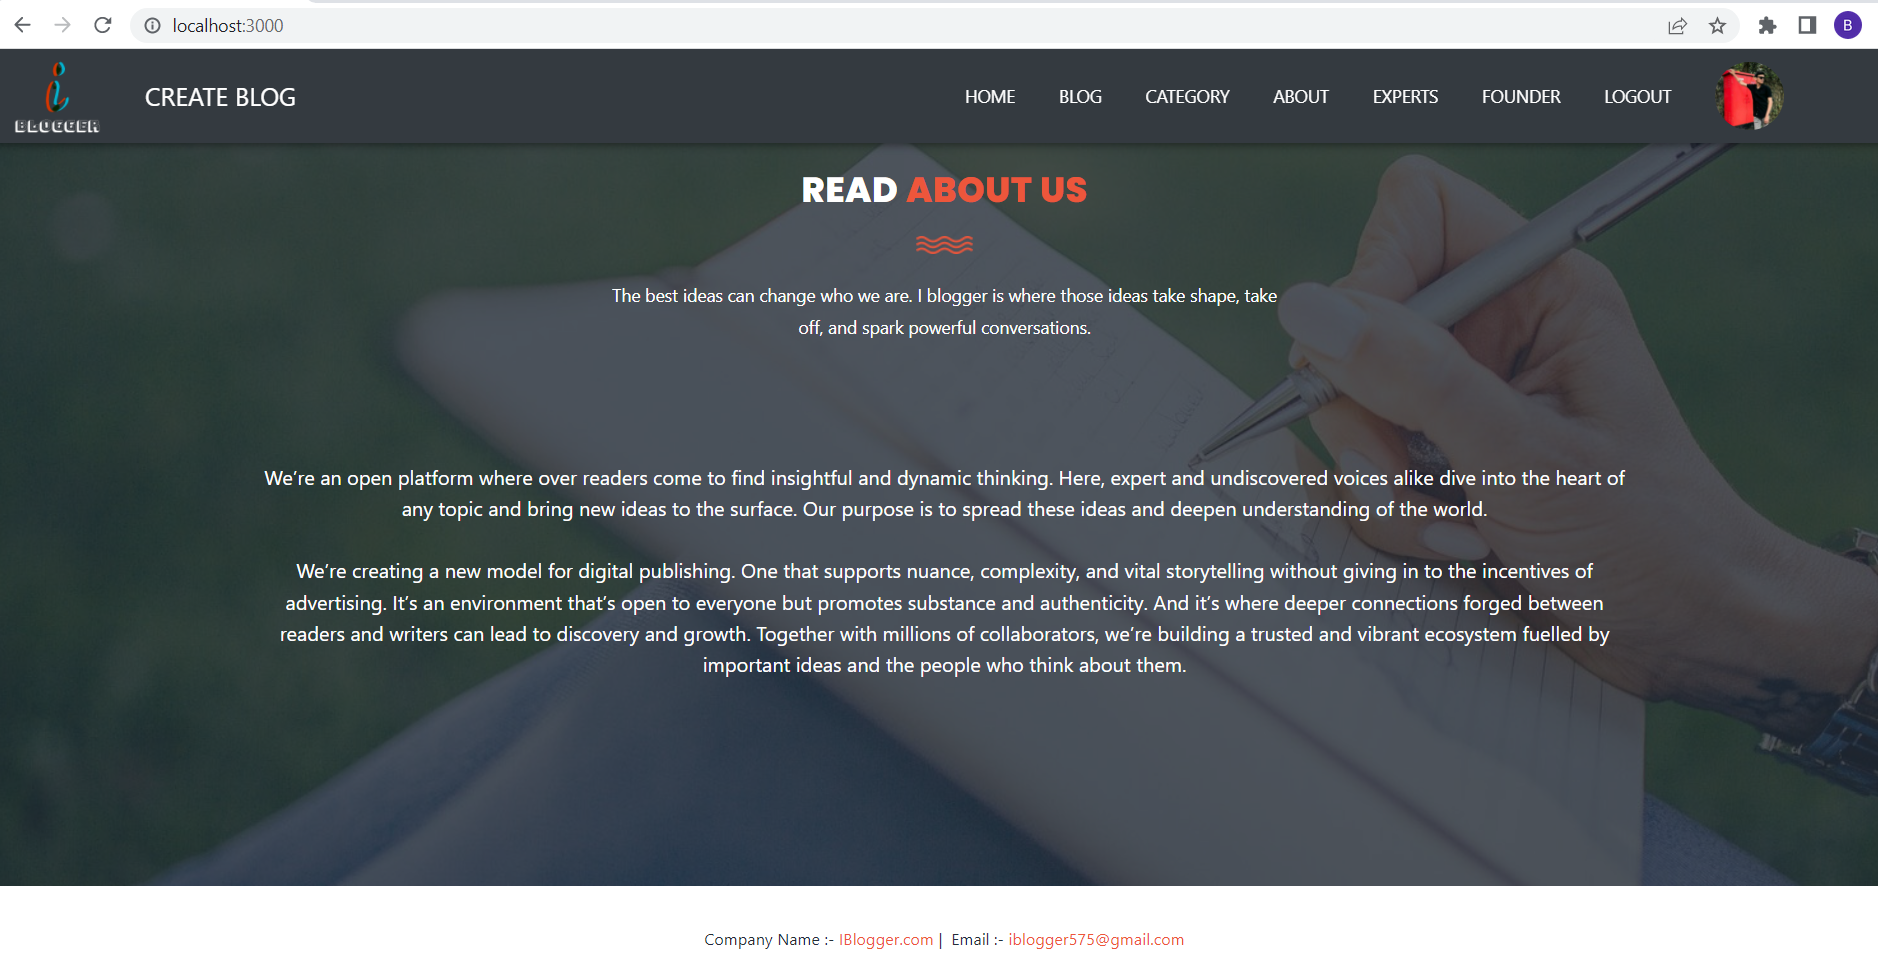 localhost:3000
B
BLOGGER
CREATE BLOG
HOME
BLOG
CATEGORY
ABOUT
EXPERTS
FOUNDER
LOGOUT
READ ABOUT US
The best ideas can change who we are. I blogger is where those ideas take shape, take
off, and spark powerful conversations.
We’re an open platform where over readers come to find insightful and dynamic thinking. Here, expert and undiscovered voices alike dive into the heart of
any topic and bring new ideas to the surface. Our purpose is to spread these ideas and deepen understanding of the world.
We’re creating a new model for digital publishing. One that supports nuance, complexity, and vital storytelling without giving in to the incentives of
advertising. It’s an environment that’s open to everyone but promotes substance and authenticity. And it’s where deeper connections forged between
readers and writers can lead to discovery and growth. Together with millions of collaborators, we’re building a trusted and vibrant ecosystem fuelled by
important ideas and the people who think about them.
Company Name :- IBlogger.com | Email :- iblogger575@gmail.com